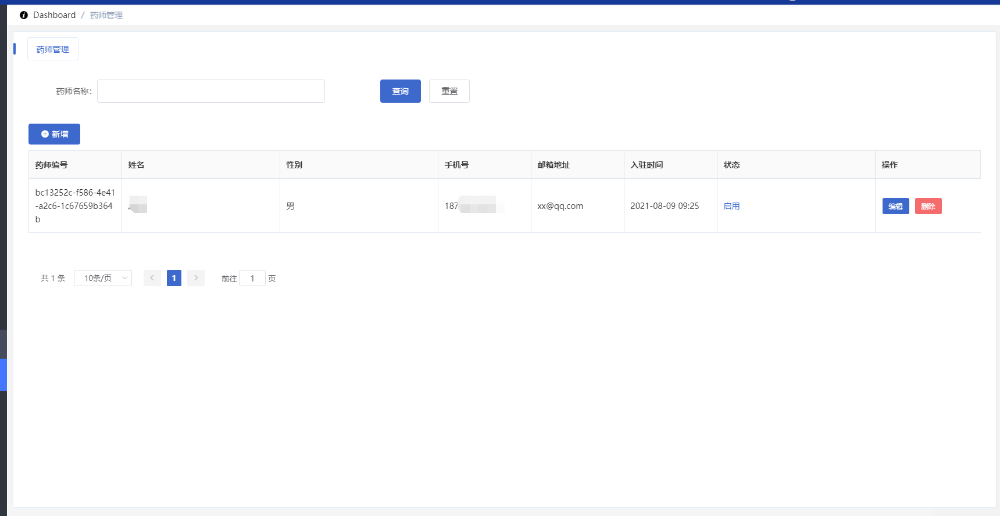 Dashboard / 药师管理
药师管理
药师名称:
查询
重置
新增
药师编号 姓名 性别 手机号 邮箱地址 入驻时间 状态 操作
bc13252c-f586-4e41
-a2c6-1c67659b364
b
男
187
xx@qq.com
2021-08-09 09:25
启用
编辑
删除
共 1 条
10条/页
1
前往 1 页